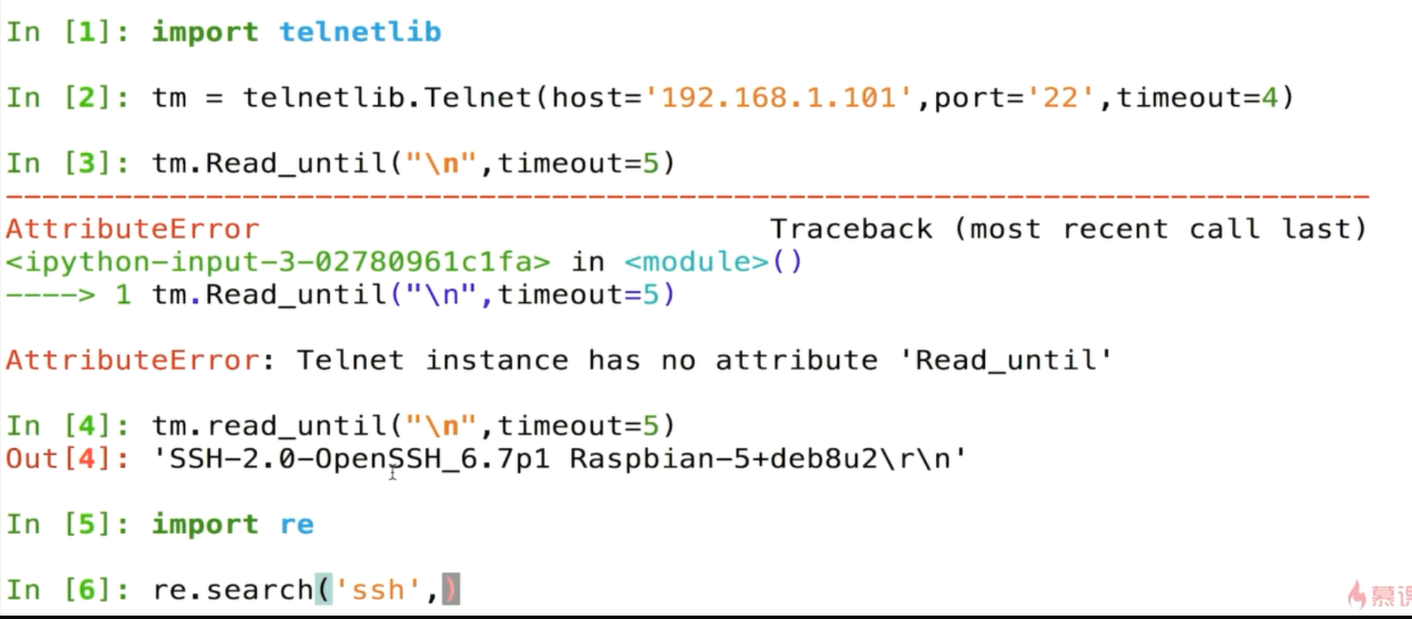 In [1]: import telnetlib
In [2]: tm = telnetlib.Telnet(host='192.168.1.101',port='22',timeout=4)
In [3]: tm.Read_until("\n",timeout=5)
---------------------------------------------------------------------------
AttributeError                            Traceback (most recent call last)
<ipython-input-3-02780961c1fa> in <module>()
----> 1 tm.Read_until("\n",timeout=5)
AttributeError: Telnet instance has no attribute 'Read_until'
In [4]: tm.read_until("\n",timeout=5)
Out[4]: 'SSH-2.0-OpenSSH_6.7p1 Raspbian-5+deb8u2\r\n'
In [5]: import re
In [6]: re.search('ssh',)